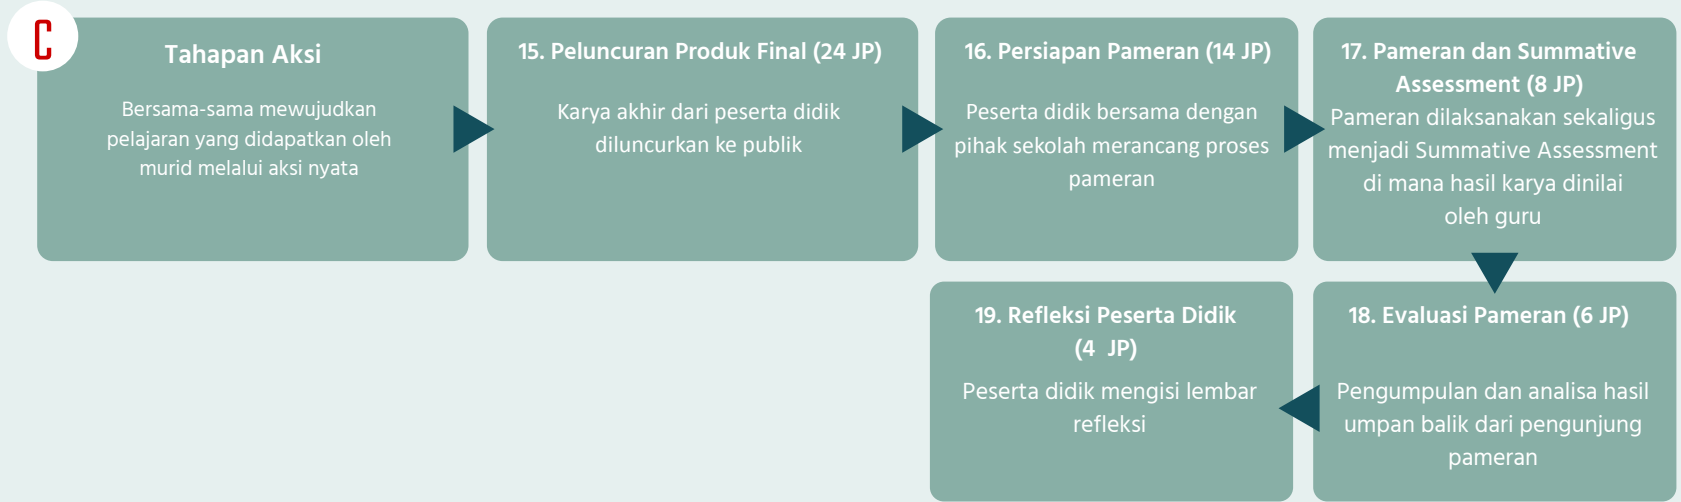 C
Tahapan Aksi
Bersama-sama mewujudkan
pelajaran yang didapatkan oleh
murid melalui aksi nyata
15. Peluncuran Produk Final (24 JP)
Karya akhir dari peserta didik
diluncurkan ke publik
16. Persiapan Pameran (14 JP)
Peserta didik bersama dengan
pihak sekolah merancang proses
pameran
17. Pameran dan Summative
Assessment (8 JP)
Pameran dilaksanakan sekaligus
menjadi Summative Assessment
di mana hasil karya dinilai
oleh guru
18. Evaluasi Pameran (6 JP)
Pengumpulan dan analisa hasil
umpan balik dari pengunjung
pameran
19. Refleksi Peserta Didik
(4 JP)
Peserta didik mengisi lembar
refleksi